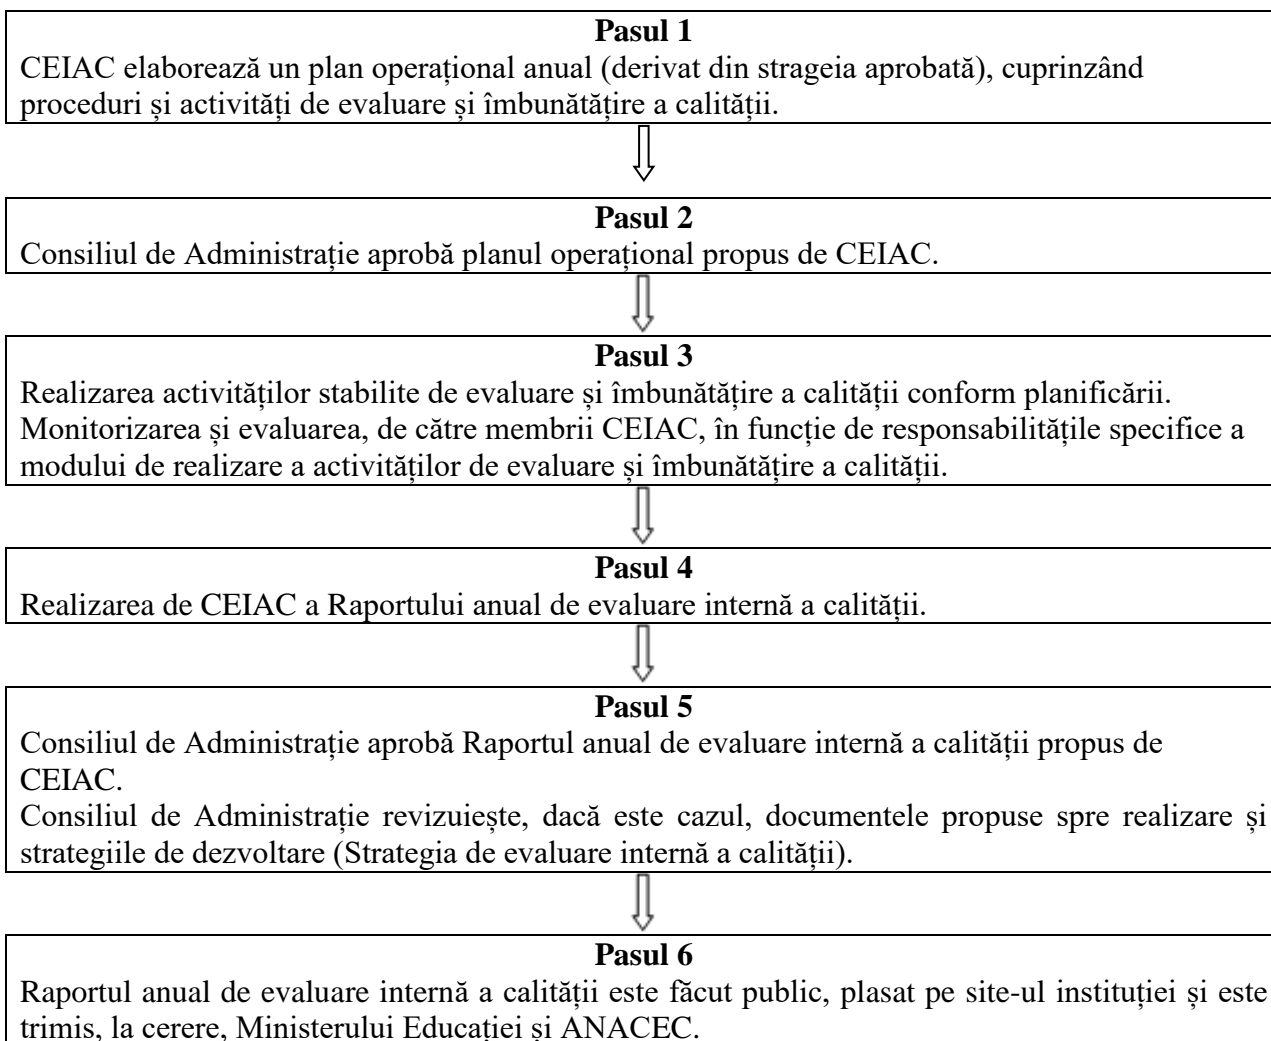 Pasul 1
CEIAC elaborează un plan operațional anual (derivat din strageia aprobată), cuprinzând
proceduri și activități de evaluare și îmbunătățire a calității.
Pasul 2
Consiliul de Administrație aprobă planul operațional propus de CEIAC.
Pasul 3
Realizarea activităților stabilite de evaluare și îmbunătățire a calității conform planificării.
Monitorizarea și evaluarea, de către membrii CEIAC, în funcție de responsabilitățile specifice a
modului de realizare a activităților de evaluare și îmbunătățire a calității.
Pasul 4
Realizarea de CEIAC a Raportului anual de evaluare internă a calității.
Pasul 5
Consiliul de Administrație aprobă Raportul anual de evaluare internă a calității propus de
CEIAC.
Consiliul de Administrație revizuiește, dacă este cazul, documentele propuse spre realizare și
strategiile de dezvoltare (Strategia de evaluare internă a calității).
Pasul 6
Raportul anual de evaluare internă a calității este făcut public, plasat pe site-ul instituției și este
trimis, la cerere, Ministerului Educației și ANACEC.